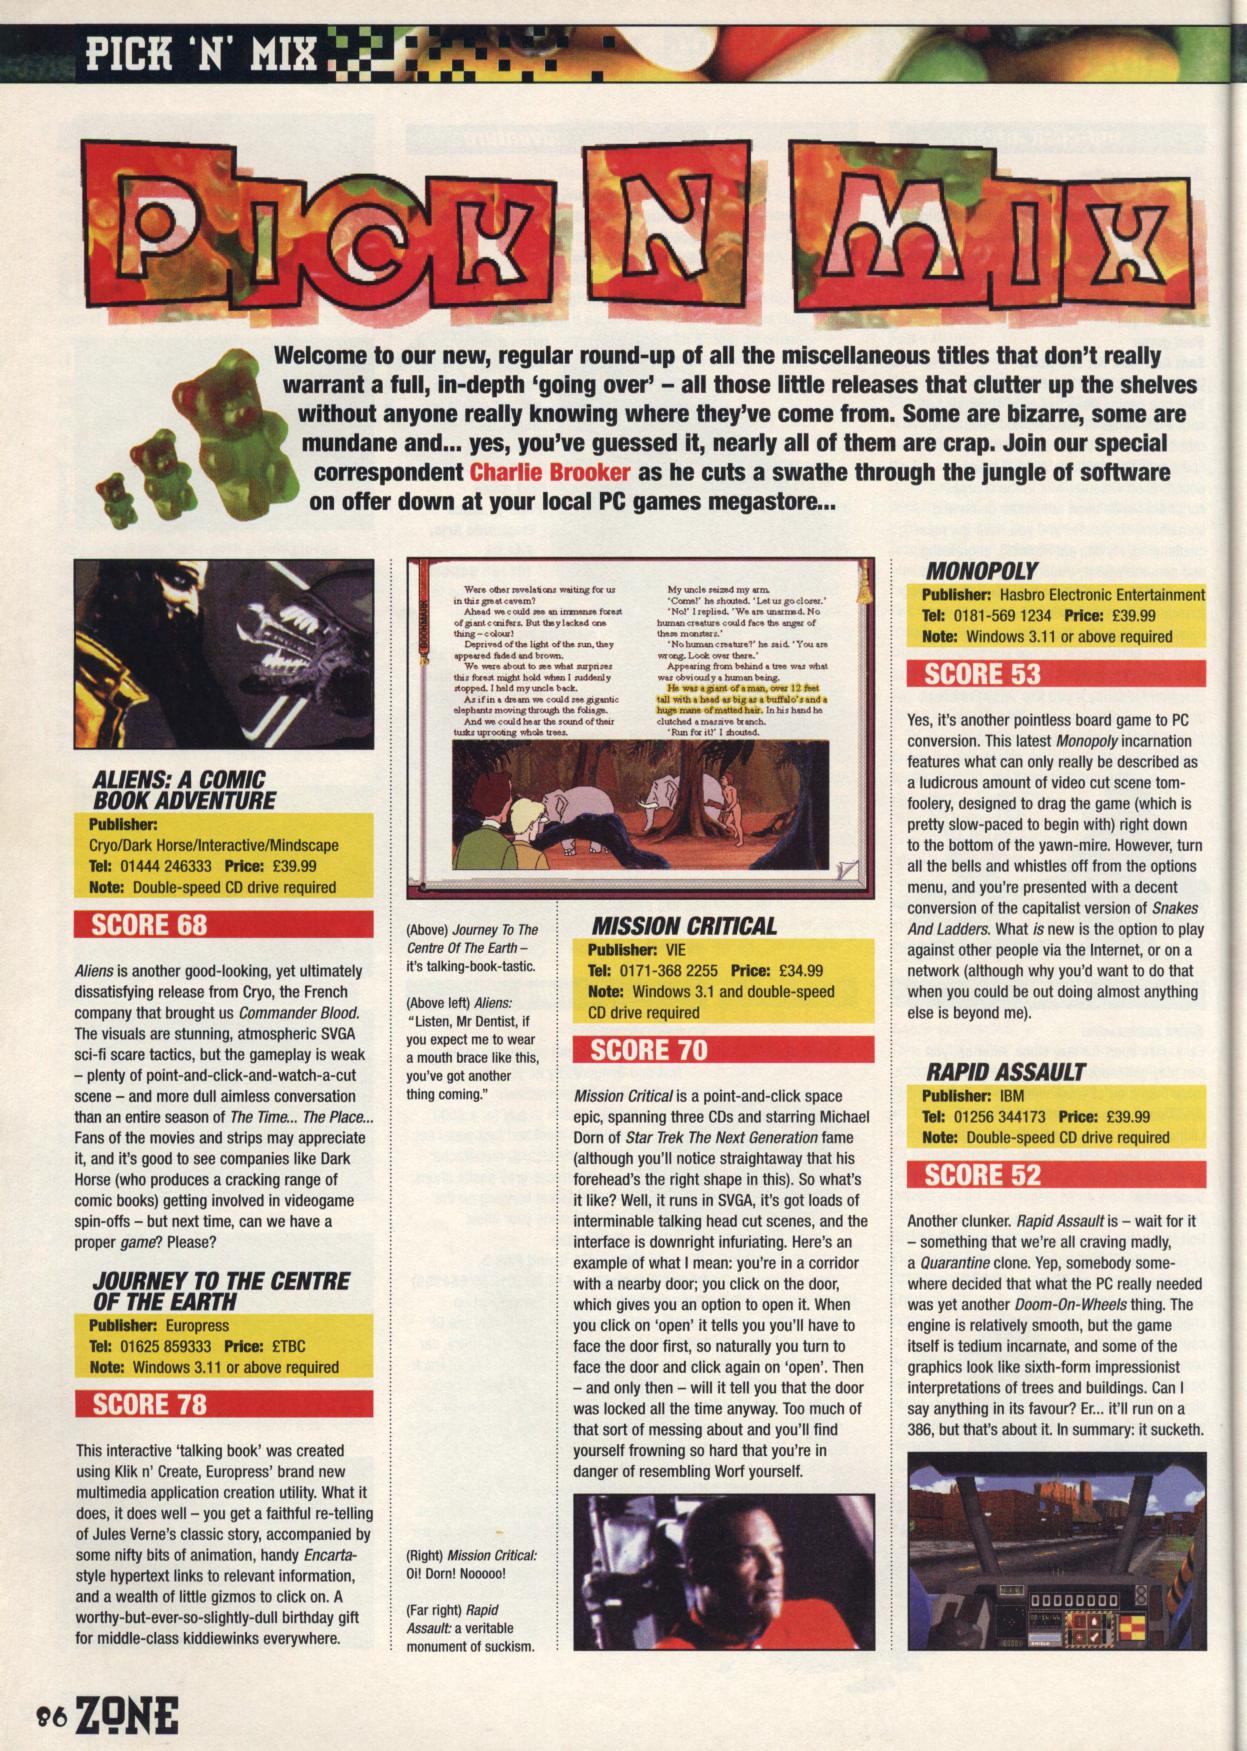 PICK 'N' MIX
PICK N MIX
Welcome to our new, regular round-up of all the miscellaneous titles that don't really
warrant a full, in-depth 'going over' – all those little releases that clutter up the shelves
without anyone really knowing where they've come from. Some are bizarre, some are
mundane and... yes, you've guessed it, nearly all of them are crap. Join our special
correspondent Charlie Brooker as he cuts a swathe through the jungle of software
on offer down at your local PC games megastore...
ALIENS: A COMIC
BOOK ADVENTURE
Publisher:
Cryo/Dark Horse/Interactive/Mindscape
Tel: 01444 246333 Price: £39.99
Note: Double-speed CD drive required
SCORE 68
Aliens is another good-looking, yet ultimately
dissatisfying release from Cryo, the French
company that brought us Commander Blood.
The visuals are stunning, atmospheric SVGA
sci-fi scare tactics, but the gameplay is weak
– plenty of point-and-click-and-watch-a-cut
scene – and more dull aimless conversation
than an entire season of The Time... The Place...
Fans of the movies and strips may appreciate
it, and it's good to see companies like Dark
Horse (who produces a cracking range of
comic books) getting involved in videogame
spin-offs – but next time, can we have a
proper game? Please?
JOURNEY TO THE CENTRE
OF THE EARTH
Publisher: Europress
Tel: 01625 859333 Price: £TBC
Note: Windows 3.11 or above required
SCORE 78
This interactive 'talking book' was created
using Klik n' Create, Europress' brand new
multimedia application creation utility. What it
does, it does well – you get a faithful re-telling
of Jules Verne's classic story, accompanied by
some nifty bits of animation, handy Encarta-
style hypertext links to relevant information,
and a wealth of little gizmos to click on. A
worthy-but-ever-so-slightly-dull birthday gift
for middle-class kiddiewinks everywhere.
BOOKMARK
Were other revelations waiting for us
in this great cavern?
Ahead we could see an immense forest
of giant conifers. But they lacked one
thing – colour!
Deprived of the light of the sun, they
appeared faded and brown.
We were about to see what surprises
this forest might hold when I suddenly
stopped. I held my uncle back.
As if in a dream we could see gigantic
elephants moving through the foliage.
And we could hear the sound of their
tusks uprooting whole trees.
My uncle seized my arm.
'Come!' he shouted. 'Let us go closer.'
'No!' I replied. 'We are unarmed. No
human creature could face the anger of
these monsters.'
'No human creature?' he said. 'You are
wrong. Look over there.'
Appearing from behind a tree was what
was obviously a human being.
He was a giant of a man, over 12 feet
tall with a head as big as a buffalo's and a
huge mane of matted hair. In his hand he
clutched a massive branch.
'Run for it!' I shouted.
(Above) Journey To The
Centre Of The Earth –
it's talking-book-tastic.
(Above left) Aliens:
"Listen, Mr Dentist, if
you expect me to wear
a mouth brace like this,
you've got another
thing coming."
(Right) Mission Critical:
Oi! Dorn! Nooooo!
(Far right) Rapid
Assault: a veritable
monument of suckism.
MISSION CRITICAL
Publisher: VIE
Tel: 0171-368 2255 Price: £34.99
Note: Windows 3.1 and double-speed
CD drive required
SCORE 70
Mission Critical is a point-and-click space
epic, spanning three CDs and starring Michael
Dorn of Star Trek The Next Generation fame
(although you'll notice straightaway that his
forehead's the right shape in this). So what's
it like? Well, it runs in SVGA, it's got loads of
interminable talking head cut scenes, and the
interface is downright infuriating. Here's an
example of what I mean: you're in a corridor
with a nearby door; you click on the door,
which gives you an option to open it. When
you click on 'open' it tells you you'll have to
face the door first, so naturally you turn to
face the door and click again on 'open'. Then
– and only then – will it tell you that the door
was locked all the time anyway. Too much of
that sort of messing about and you'll find
yourself frowning so hard that you're in
danger of resembling Worf yourself.
MONOPOLY
Publisher: Hasbro Electronic Entertainment
Tel: 0181-569 1234 Price: £39.99
Note: Windows 3.11 or above required
SCORE 53
Yes, it's another pointless board game to PC
conversion. This latest Monopoly incarnation
features what can only really be described as
a ludicrous amount of video cut scene tom-
foolery, designed to drag the game (which is
pretty slow-paced to begin with) right down
to the bottom of the yawn-mire. However, turn
all the bells and whistles off from the options
menu, and you're presented with a decent
conversion of the capitalist version of Snakes
And Ladders. What is new is the option to play
against other people via the Internet, or on a
network (although why you'd want to do that
when you could be out doing almost anything
else is beyond me).
RAPID ASSAULT
Publisher: IBM
Tel: 01256 344173 Price: £39.99
Note: Double-speed CD drive required
SCORE 52
Another clunker. Rapid Assault is – wait for it
– something that we're all craving madly,
a Quarantine clone. Yep, somebody some-
where decided that what the PC really needed
was yet another Doom-On-Wheels thing. The
engine is relatively smooth, but the game
itself is tedium incarnate, and some of the
graphics look like sixth-form impressionist
interpretations of trees and buildings. Can I
say anything in its favour? Er... it'll run on a
386, but that's about it. In summary: it sucketh.
SHIELD
86 ZONE